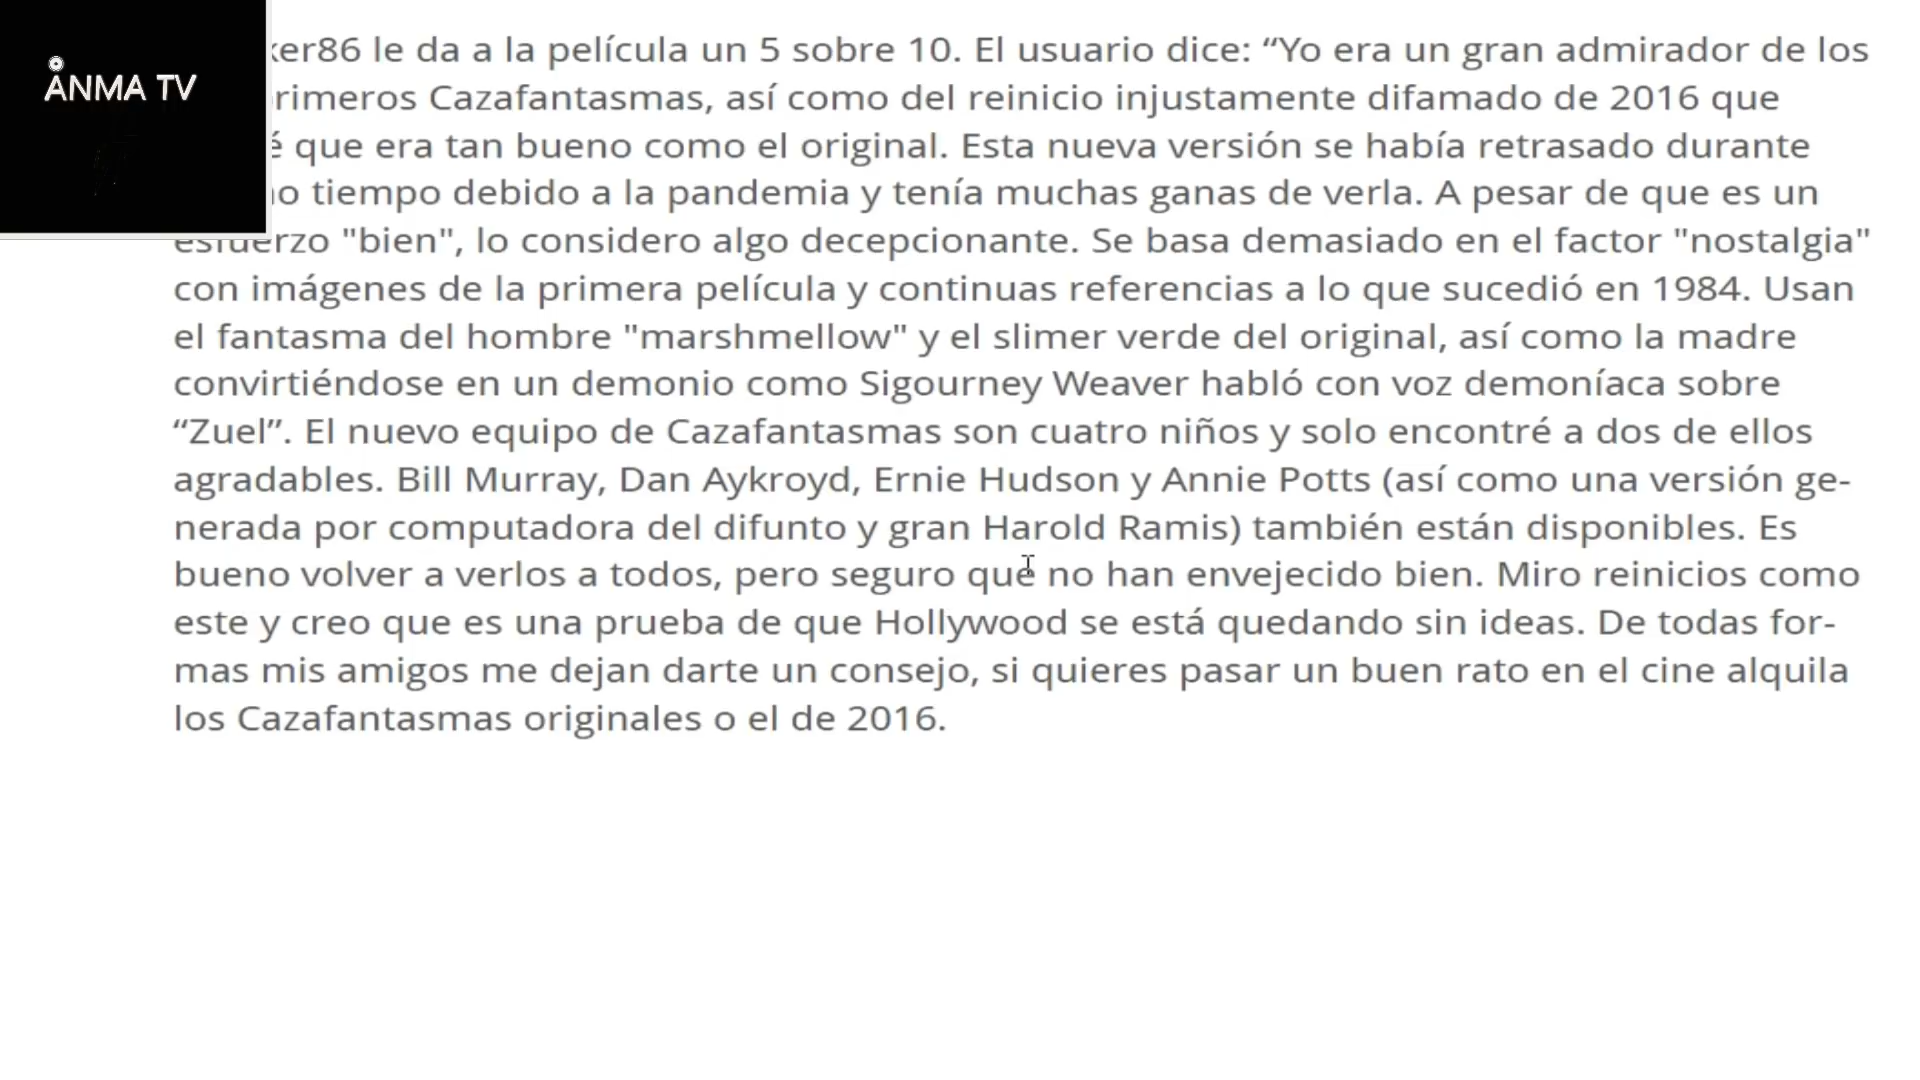 ÅNMA TV
le da a la película un 5 sobre 10. El usuario dice: “Yo era un gran admirador de los
Cazafantasmas, así como del reinicio injustamente difamado de 2016 que
que era tan bueno como el original. Esta nueva versión se había retrasado durante
tiempo debido a la pandemia y tenía muchas ganas de verla. A pesar de que es un
esfuerzo "bien", lo considero algo decepcionante. Se basa demasiado en el factor "nostalgia"
con imágenes de la primera película y continuas referencias a lo que sucedió en 1984. Usan
el fantasma del hombre "marshmellow" y el slimer verde del original, así como la madre
convirtiéndose en un demonio como Sigourney Weaver habló con voz demoníaca sobre
“Zuel”. El nuevo equipo de Cazafantasmas son cuatro niños y solo encontré a dos de ellos
agradables. Bill Murray, Dan Aykroyd, Ernie Hudson y Annie Potts (así como una versión ge-
nerada por computadora del difunto y gran Harold Ramis) también están disponibles. Es
bueno volver a verlos a todos, pero seguro que no han envejecido bien. Miro reinicios como
este y creo que es una prueba de que Hollywood se está quedando sin ideas. De todas for-
mas mis amigos me dejan darte un consejo, si quieres pasar un buen rato en el cine alquila
los Cazafantasmas originales o el de 2016.